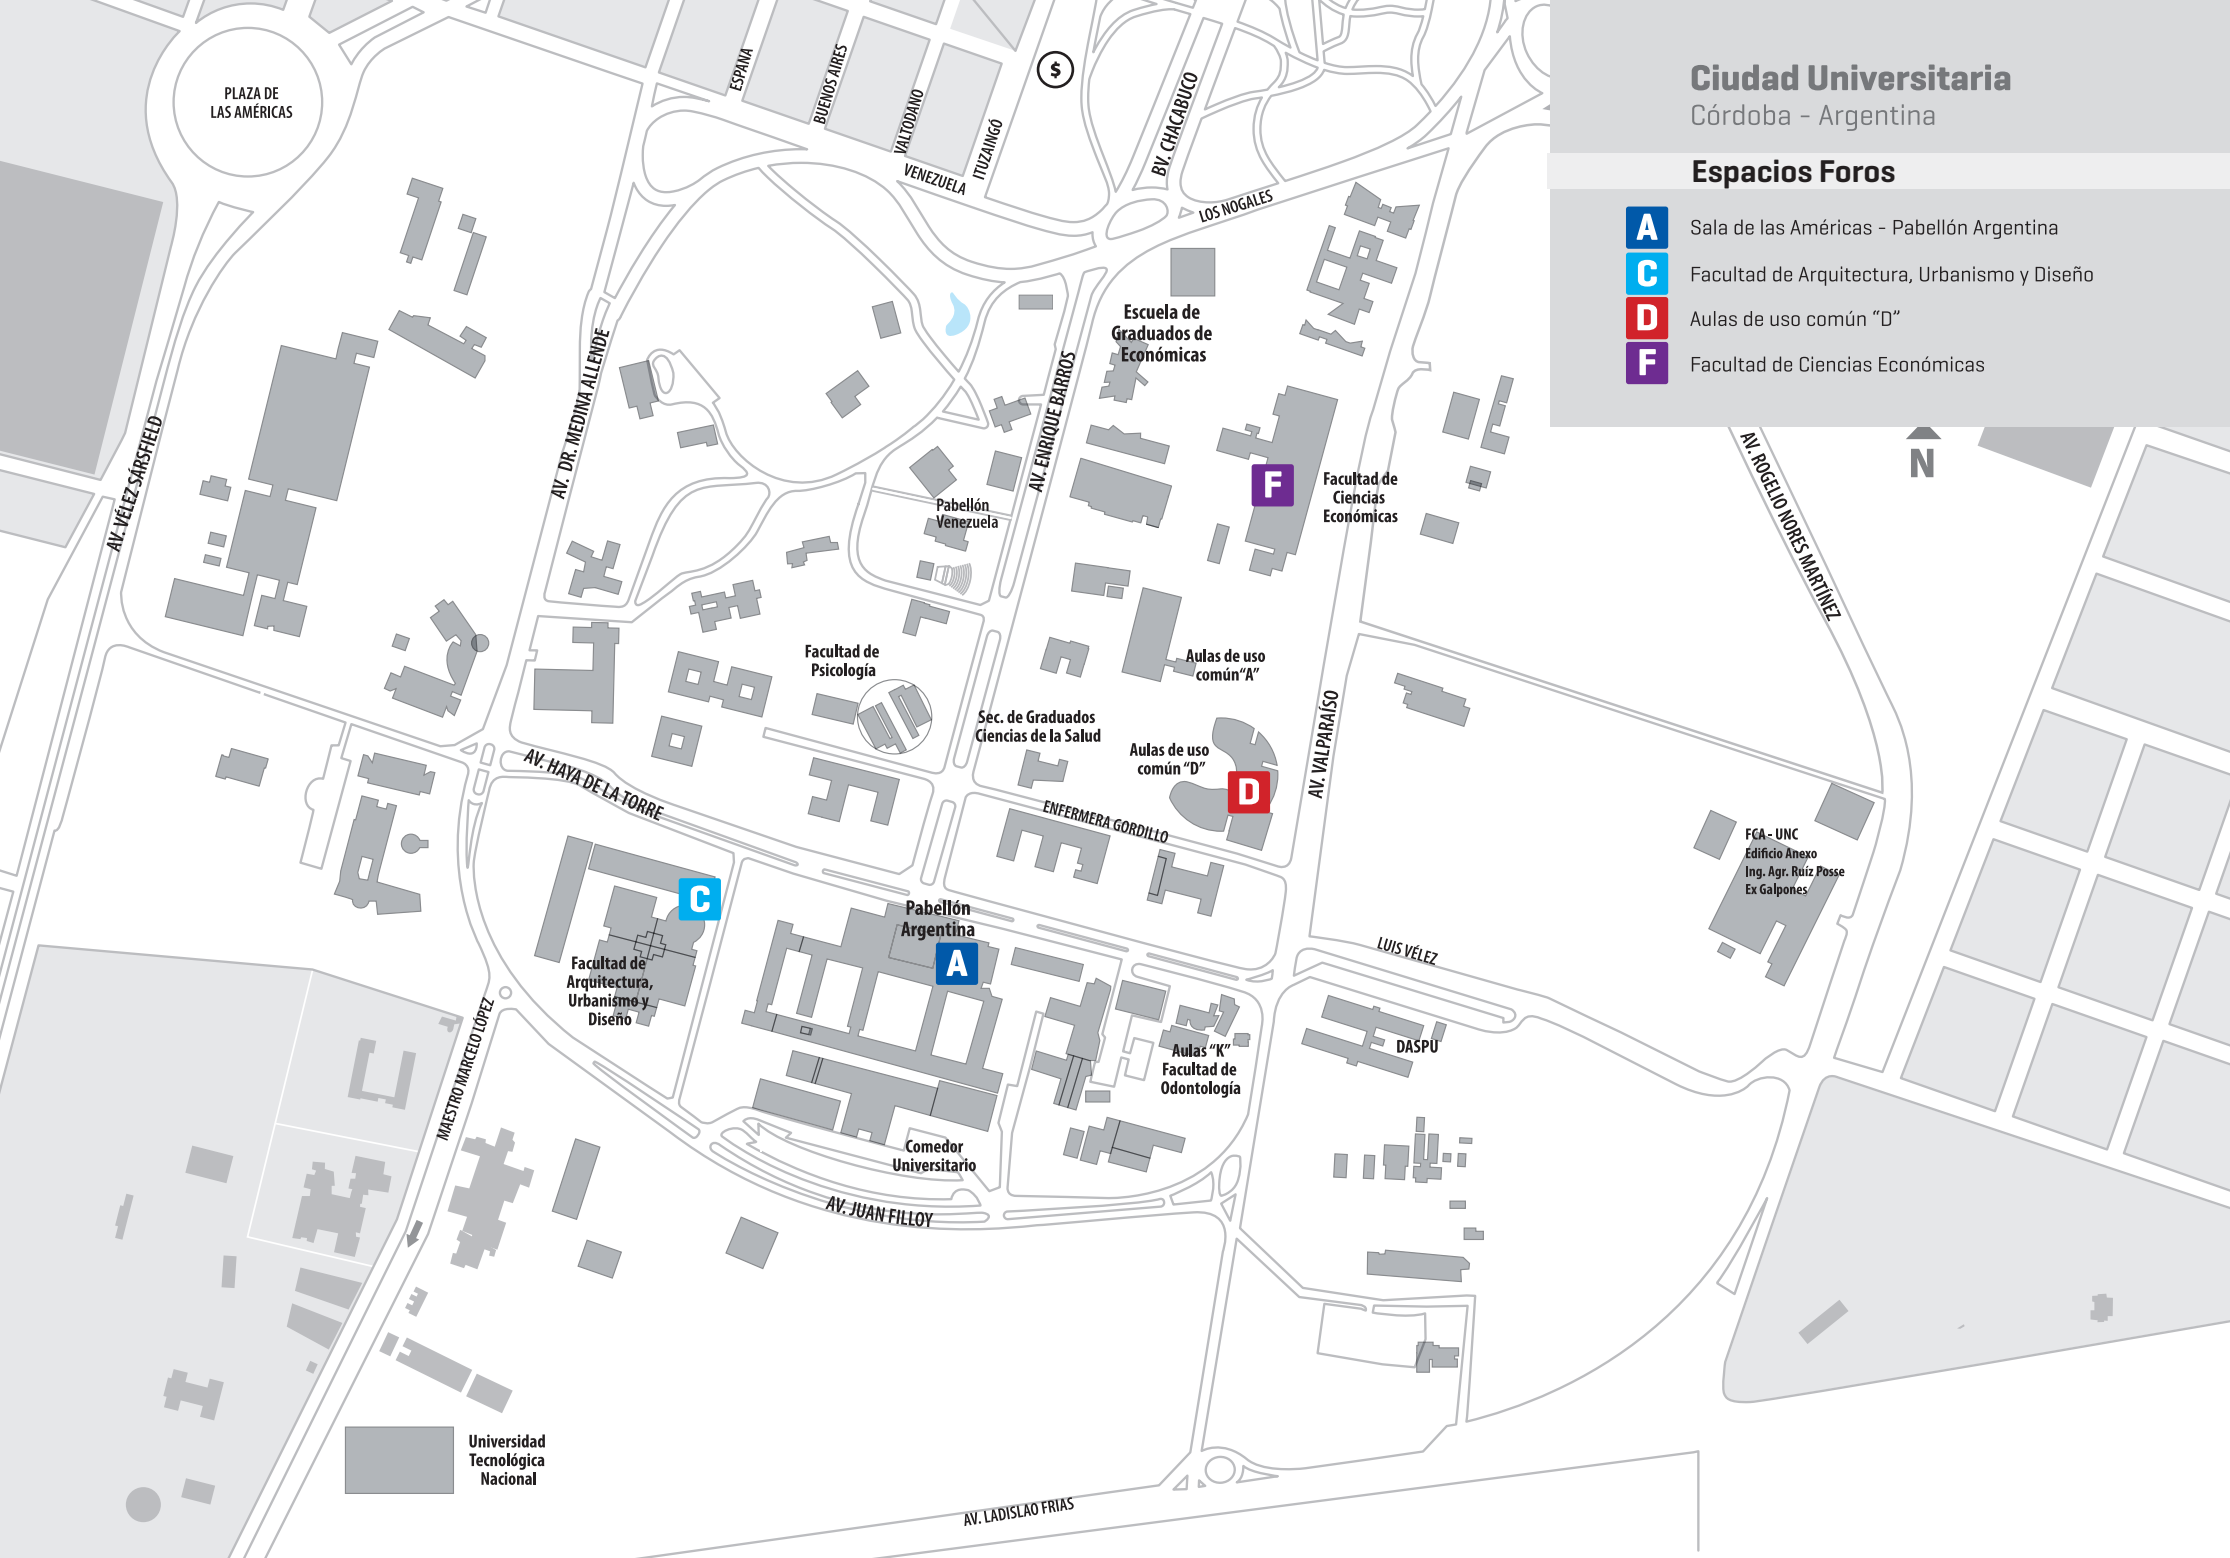 Ciudad Universitaria
Córdoba - Argentina
Espacios Foros
A Sala de las Américas - Pabellón Argentina
C Facultad de Arquitectura, Urbanismo y Diseño
D Aulas de uso común “D”
F Facultad de Ciencias Económicas
N
PLAZA DE
LAS AMÉRICAS
ESPANA
BUENOS AIRES
VALTODANO
ITUZAINGÓ
VENEZUELA
$
BV. CHACABUCO
LOS NOGALES
AV. VÉLEZ SÁRSFIELD
AV. DR. MEDINA ALLENDE
AV. ENRIQUE BARROS
Escuela de
Graduados de
Económicas
F
Facultad de
Ciencias
Económicas
AV. ROGELIO NORES MARTÍNEZ
Pabellón
Venezuela
Facultad de
Psicología
Aulas de uso
común“A”
Sec. de Graduados
Ciencias de la Salud
Aulas de uso
común “D”
D
AV. VALPARAÍSO
AV. HAYA DE LA TORRE
ENFERMERA GORDILLO
FCA - UNC
Edificio Anexo
Ing. Agr. Ruíz Posse
Ex Galpones
C
Pabellón
Argentina
A
LUIS VÉLEZ
Facultad de
Arquitectura,
Urbanismo y
Diseño
MAESTRO MARCELO LÓPEZ
Aulas “K”
Facultad de
Odontología
DASPU
Comedor
Universitario
AV. JUAN FILLOY
Universidad
Tecnológica
Nacional
AV. LADISLAO FRIAS